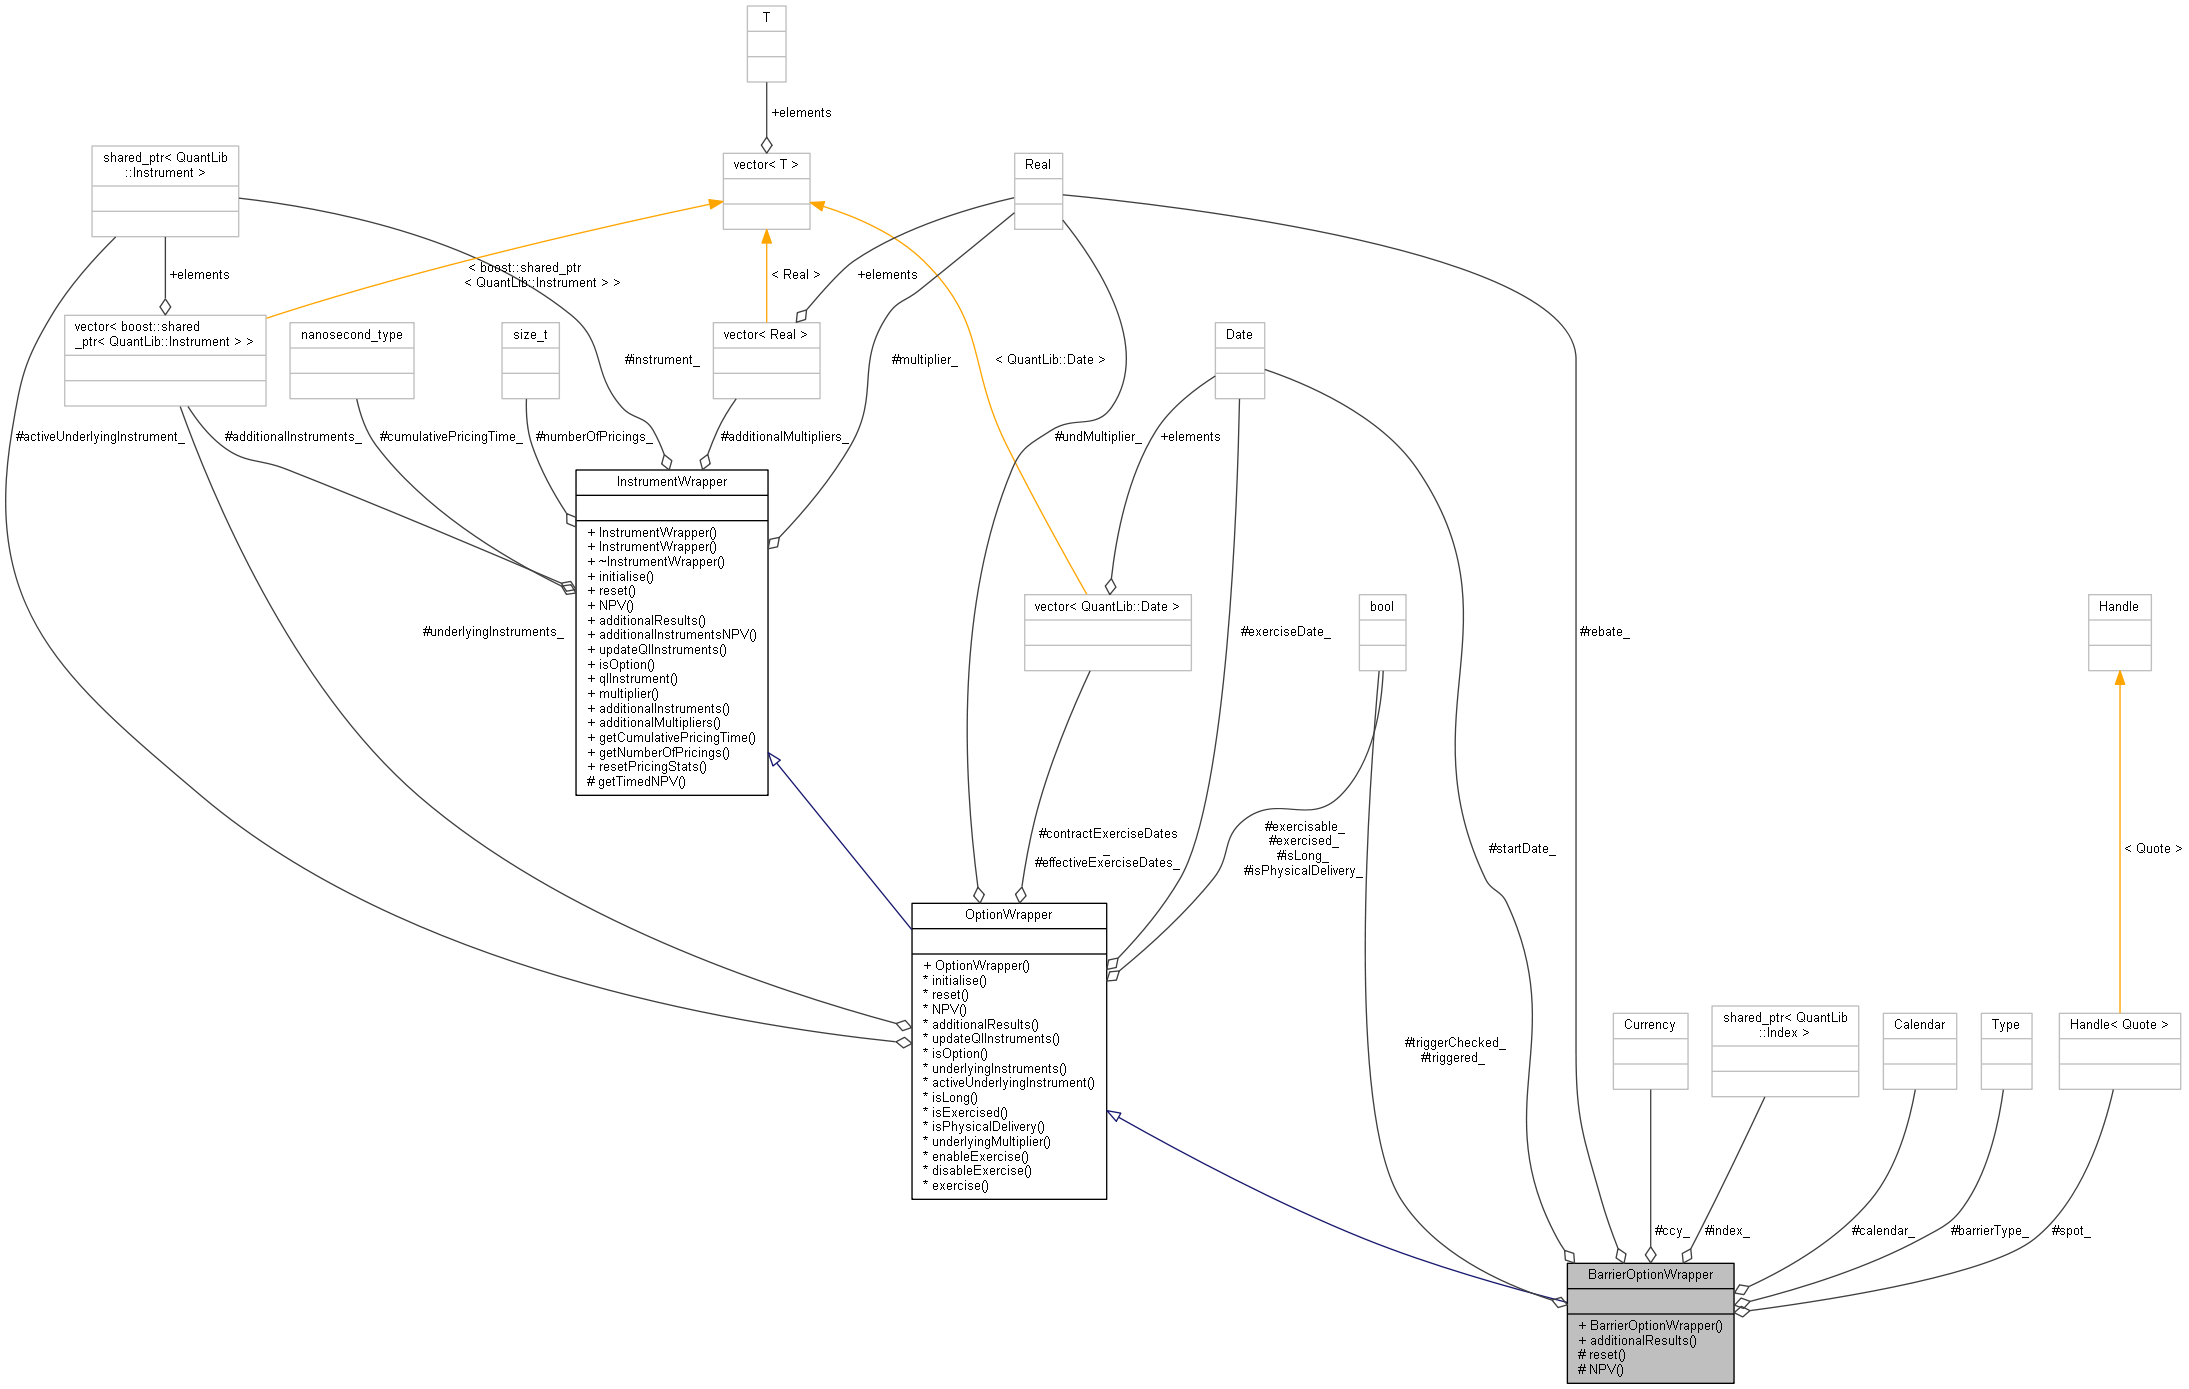 T
+elements
shared_ptr< QuantLib
::Instrument >
vector< T >
Real
+elements
< boost::shared_ptr
< QuantLib::Instrument > >
< Real >
+elements
vector< boost::shared
_ptr< QuantLib::Instrument > >
nanosecond_type
size_t
vector< Real >
Date
#instrument_
#multiplier_
< QuantLib::Date >
#activeUnderlyingInstrument_
#additionalInstruments_
#cumulativePricingTime_
#numberOfPricings_
#additionalMultipliers_
#undMultiplier_
+elements
InstrumentWrapper
+ InstrumentWrapper()
+ InstrumentWrapper()
+ ~InstrumentWrapper()
+ initialise()
+ reset()
+ NPV()
+ additionalResults()
+ additionalInstrumentsNPV()
+ updateQlInstruments()
+ isOption()
+ qlInstrument()
+ multiplier()
+ additionalInstruments()
+ additionalMultipliers()
+ getCumulativePricingTime()
+ getNumberOfPricings()
+ resetPricingStats()
# getTimedNPV()
#underlyingInstruments_
vector< QuantLib::Date >
#exerciseDate_
bool
#rebate_
Handle
#contractExerciseDates
_
#effectiveExerciseDates_
#exercisable_
#exercised_
#isLong_
#isPhysicalDelivery_
#startDate_
< Quote >
OptionWrapper
+ OptionWrapper()
* initialise()
* reset()
* NPV()
* additionalResults()
* updateQlInstruments()
* isOption()
* underlyingInstruments()
* activeUnderlyingInstrument()
* isLong()
* isExercised()
* isPhysicalDelivery()
* underlyingMultiplier()
* enableExercise()
* disableExercise()
* exercise()
#triggerChecked_
#triggered_
Currency
shared_ptr< QuantLib
::Index >
Calendar
Type
Handle< Quote >
#ccy_
#index_
#calendar_
#barrierType_
#spot_
BarrierOptionWrapper
+ BarrierOptionWrapper()
+ additionalResults()
# reset()
# NPV()